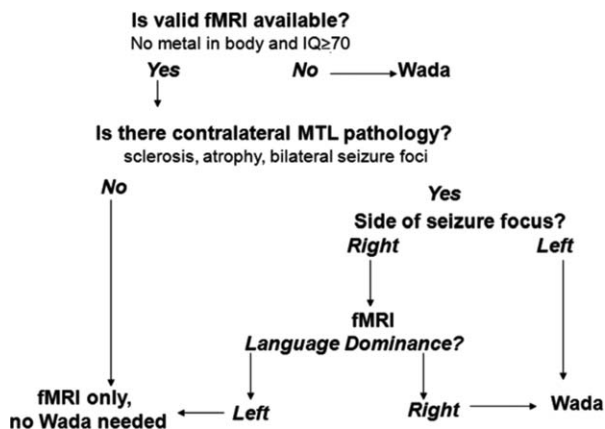 Is valid fMRI available?
No metal in body and IQ≥70
Yes No Wada
Is there contralateral MTL pathology?
sclerosis, atrophy, bilateral seizure foci
No
Yes
Side of seizure focus?
Right Left
fMRI
Language Dominance?
fMRI only,
no Wada needed
Left
Right
Wada